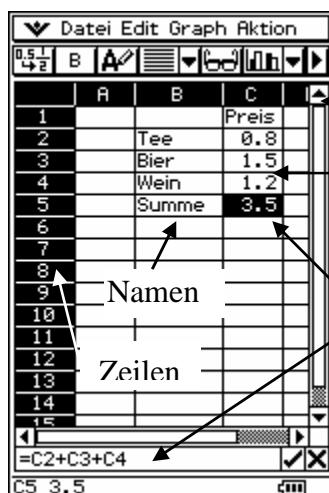 Datei Edit Graph Aktion
B
A B C
1 Preis
2 Tee 0.8
3 Bier 1.5
4 Wein 1.2
5 Summe 3.5
6
7
8
9 Namen
10
11
12 Zeilen
13
14
15
=C2+C3+C4
C5 3.5